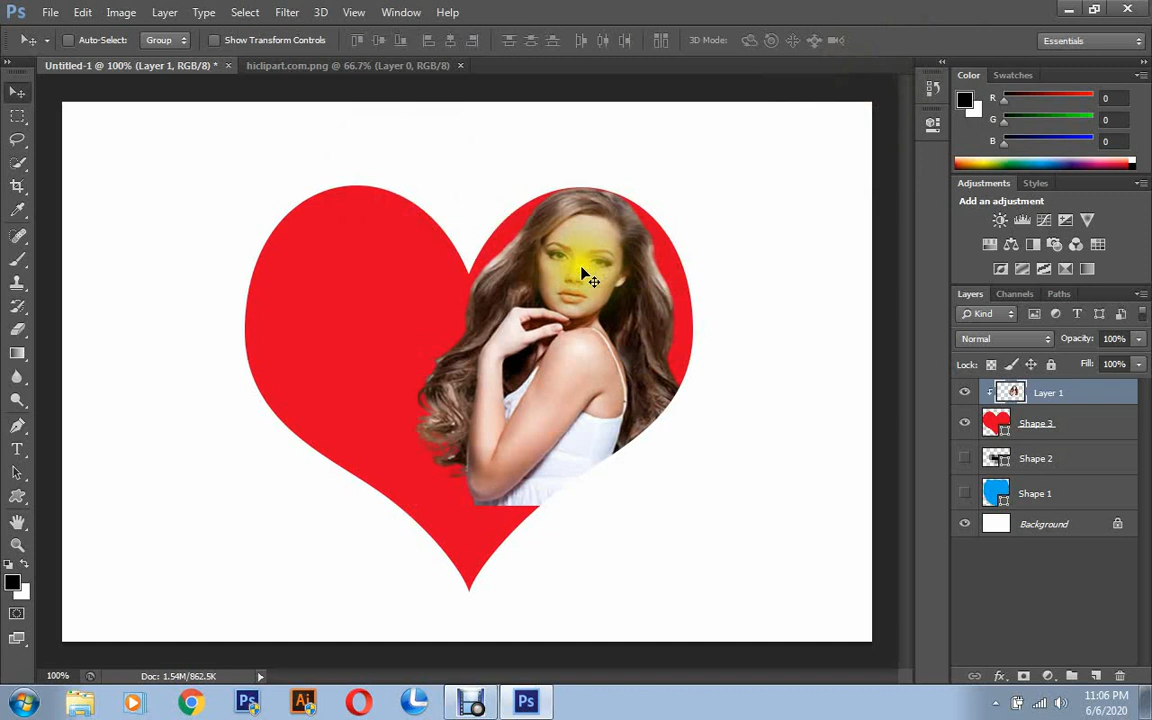 Ps File Edit Image Layer Type Select Filter 3D View Window Help
Auto-Select: Group Show Transform Controls 3D Mode: Essentials
Untitled-1 @ 100% (Layer 1, RGB/8) * × hiclipart.com.png @ 66.7% (Layer 0, RGB/8) ×
Color Swatches
R 0
G 0
B 0
Adjustments Styles
Add an adjustment
Layers Channels Paths
Kind
Normal Opacity: 100%
Lock: Fill: 100%
Layer 1
Shape 3
Shape 2
Shape 1
Background
100% Doc: 1.54M/862.5K
Ps Ai Ps
11:06 PM
6/6/2020